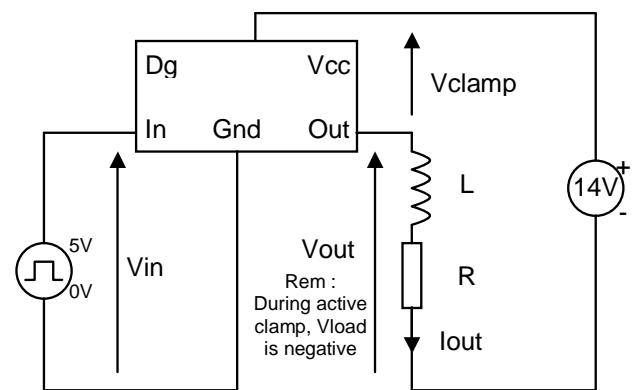 Dg
Vcc
Vclamp
In
Gnd
Out
L
+
14V
-
5V
0V
Vin
Vout
Rem :
During active
clamp, Vload
is negative
R
Iout